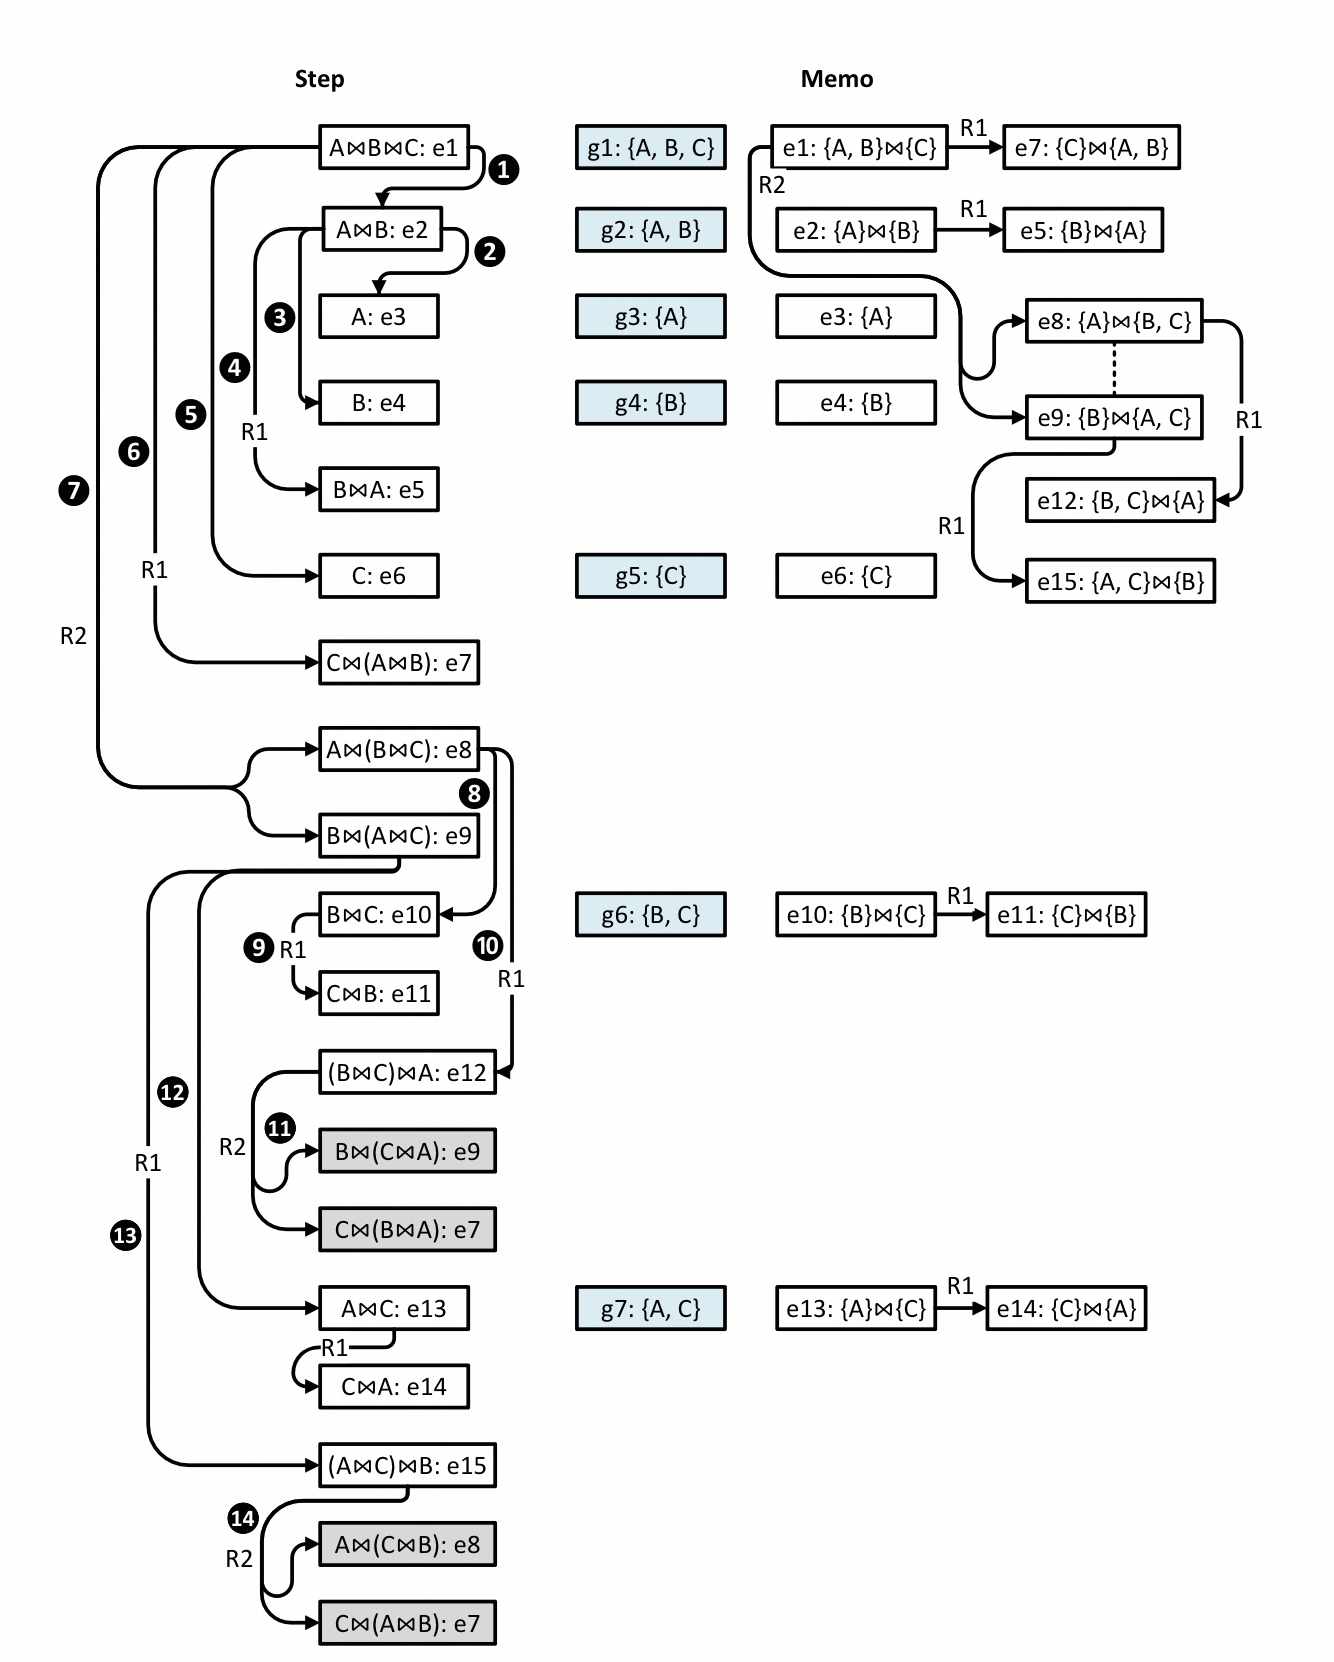 Step Memo
A⋈B⋈C: e1 g1: {A, B, C} e1: {A, B}⋈{C} R1 e7: {C}⋈{A, B}
1
R2
A⋈B: e2 g2: {A, B} e2: {A}⋈{B} R1 e5: {B}⋈{A}
2
A: e3 g3: {A} e3: {A} e8: {A}⋈{B, C}
3
4
B: e4 g4: {B} e4: {B} e9: {B}⋈{A, C}
5
R1 R1
6
7
B⋈A: e5 e12: {B, C}⋈{A}
R1
R1
C: e6 g5: {C} e6: {C} e15: {A, C}⋈{B}
R2
C⋈(A⋈B): e7
A⋈(B⋈C): e8
8
B⋈(A⋈C): e9
B⋈C: e10 g6: {B, C} e10: {B}⋈{C} R1 e11: {C}⋈{B}
9 R1 10
R1
C⋈B: e11
(B⋈C)⋈A: e12
12
11
R2
R1
B⋈(C⋈A): e9
C⋈(B⋈A): e7
13
A⋈C: e13 g7: {A, C} e13: {A}⋈{C} R1 e14: {C}⋈{A}
R1
C⋈A: e14
(A⋈C)⋈B: e15
14
R2
A⋈(C⋈B): e8
C⋈(A⋈B): e7